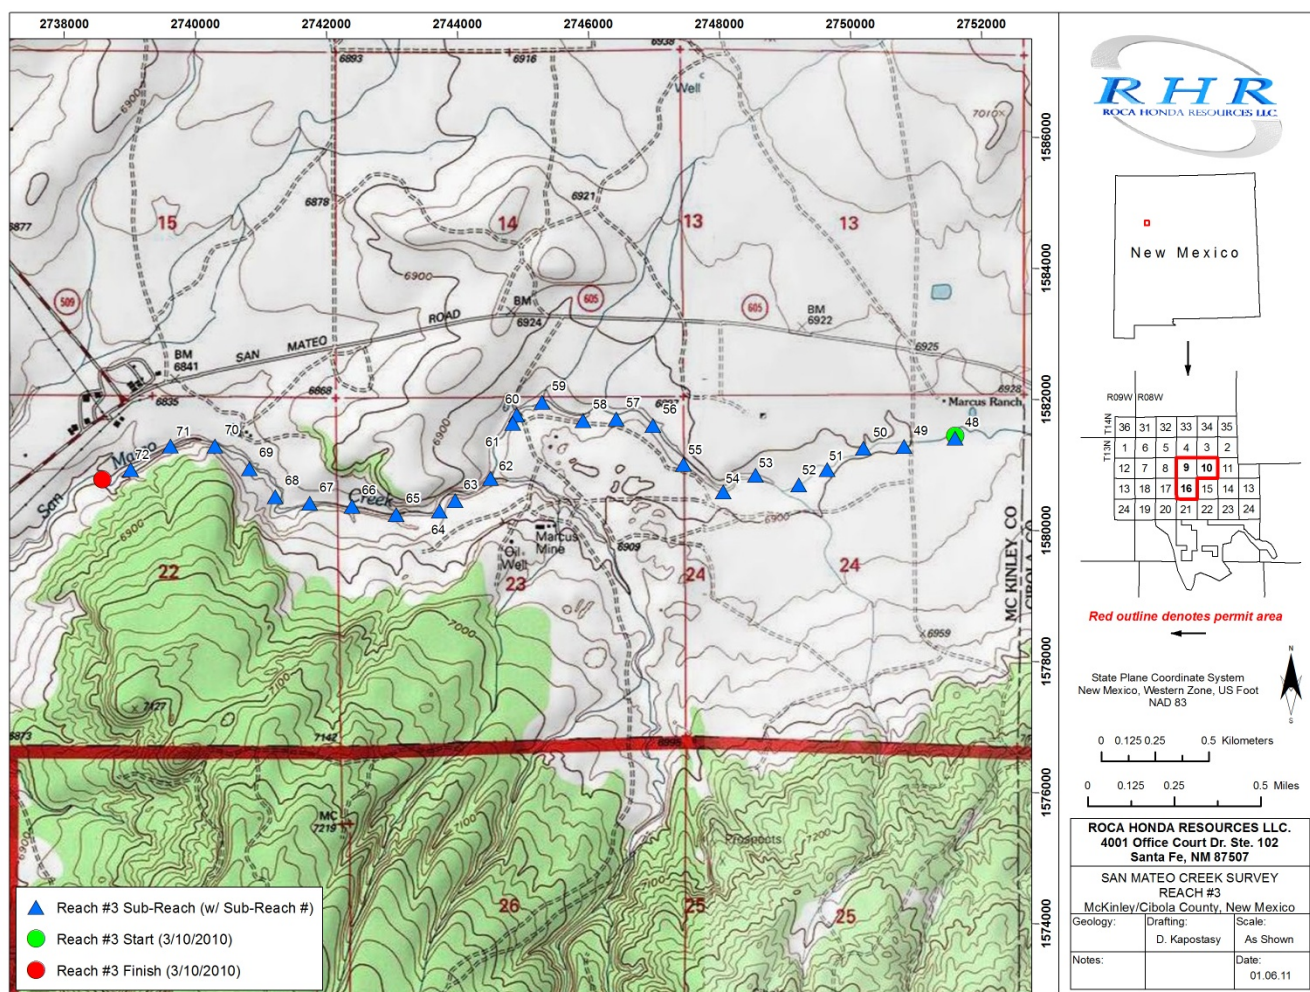 2738000 2740000 2742000 2744000 2746000 2748000 2750000 2752000
6893
6916
6938
Well
7010
6900
1586000
15
6878
14
6921
13
13
6877
6900
1584000
509
605
605
BM
6924
BM
6922
SAN MATEO ROAD
BM
6841
6925
6868
6928
6835
1582000
Marcus Ranch
59
60
58
57
56
48
61
50
49
71
70
55
51
San Mateo Creek
72
69
62
53
52
68
67
66
65
63
54
64
6900
1580000
6900
Marcus
Mine
Oil
Well
6909
22
23
24
24
MC KINLEY CO
CIBOLA CO
7000
6959
1578000
7100
7127
6873
7142
6995
1576000
6900
MC
7219
Prospects
7200
7100
7100
26
25
25
1574000
Reach #3 Sub-Reach (w/ Sub-Reach #)
Reach #3 Start (3/10/2010)
Reach #3 Finish (3/10/2010)
RHR
ROCA HONDA RESOURCES LLC.
New Mexico
R09W R08W
T14N
T13N
36 31 32 33 34 35
1 6 5 4 3 2
12 7 8 9 10 11
13 18 17 16 15 14 13
24 19 20 21 22 23 24
Red outline denotes permit area
State Plane Coordinate System
New Mexico, Western Zone, US Foot
NAD 83
N
S
0 0.125 0.25 0.5 Kilometers
0 0.125 0.25 0.5 Miles
ROCA HONDA RESOURCES LLC.
4001 Office Court Dr. Ste. 102
Santa Fe, NM 87507
SAN MATEO CREEK SURVEY
REACH #3
McKinley/Cibola County, New Mexico
Geology:
Drafting:
D. Kapostasy
Scale:
As Shown
Notes:
Date:
01.06.11